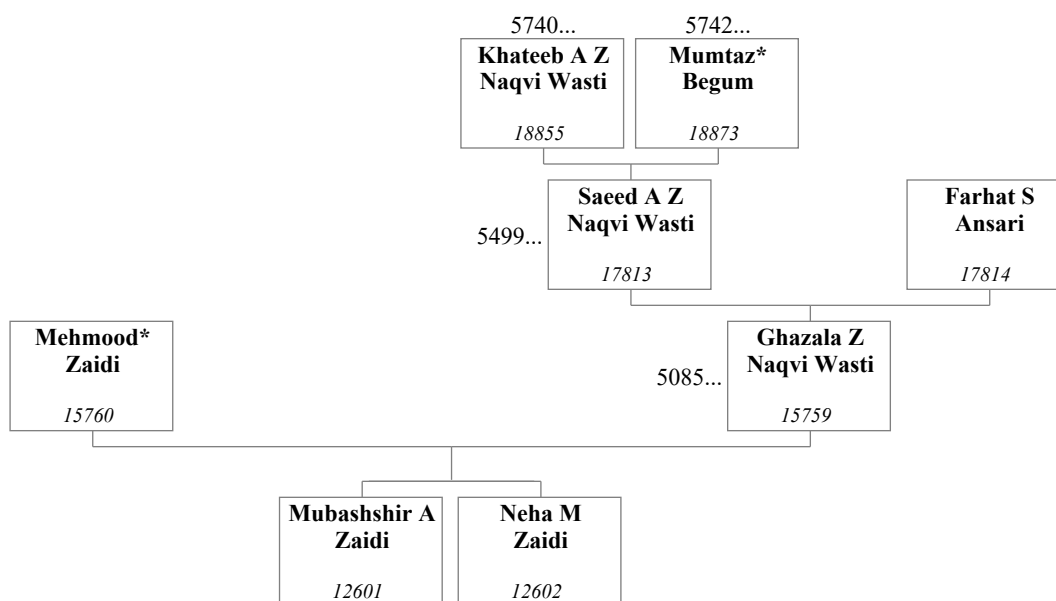 5740...
5742...
Khateeb A Z
Naqvi Wasti
18855
Mumtaz*
Begum
18873
5499...
Saeed A Z
Naqvi Wasti
17813
Farhat S
Ansari
17814
Mehmood*
Zaidi
15760
5085...
Ghazala Z
Naqvi Wasti
15759
Mubashshir A
Zaidi
12601
Neha M
Zaidi
12602